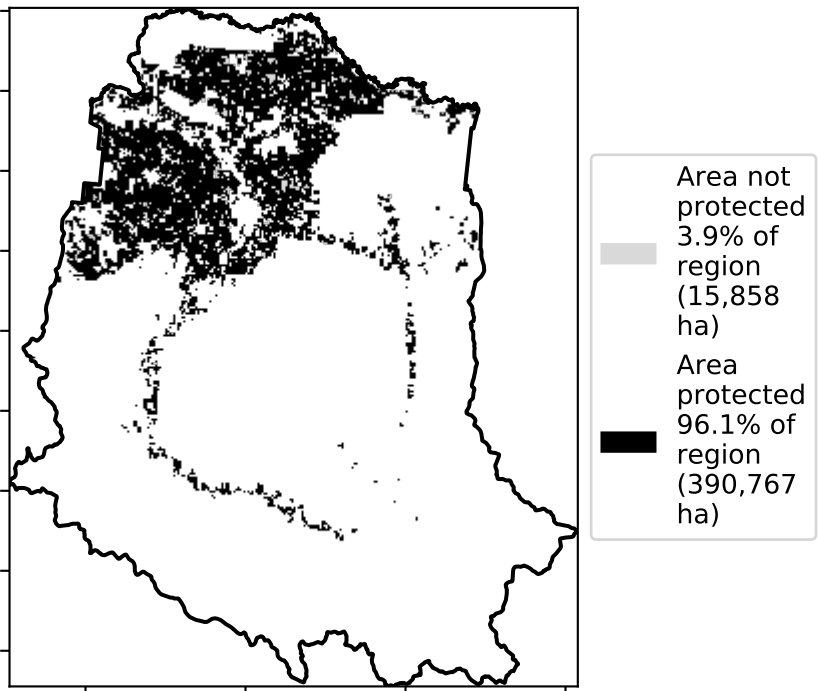 Area not
protected
3.9% of
region
(15,858
ha)
Area
protected
96.1% of
region
(390,767
ha)